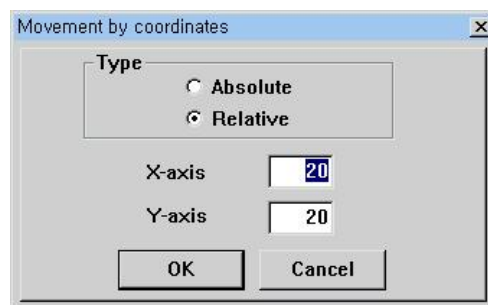 Movement by coordinates
Type
Absolute
Relative
X-axis 20
Y-axis 20
OK Cancel